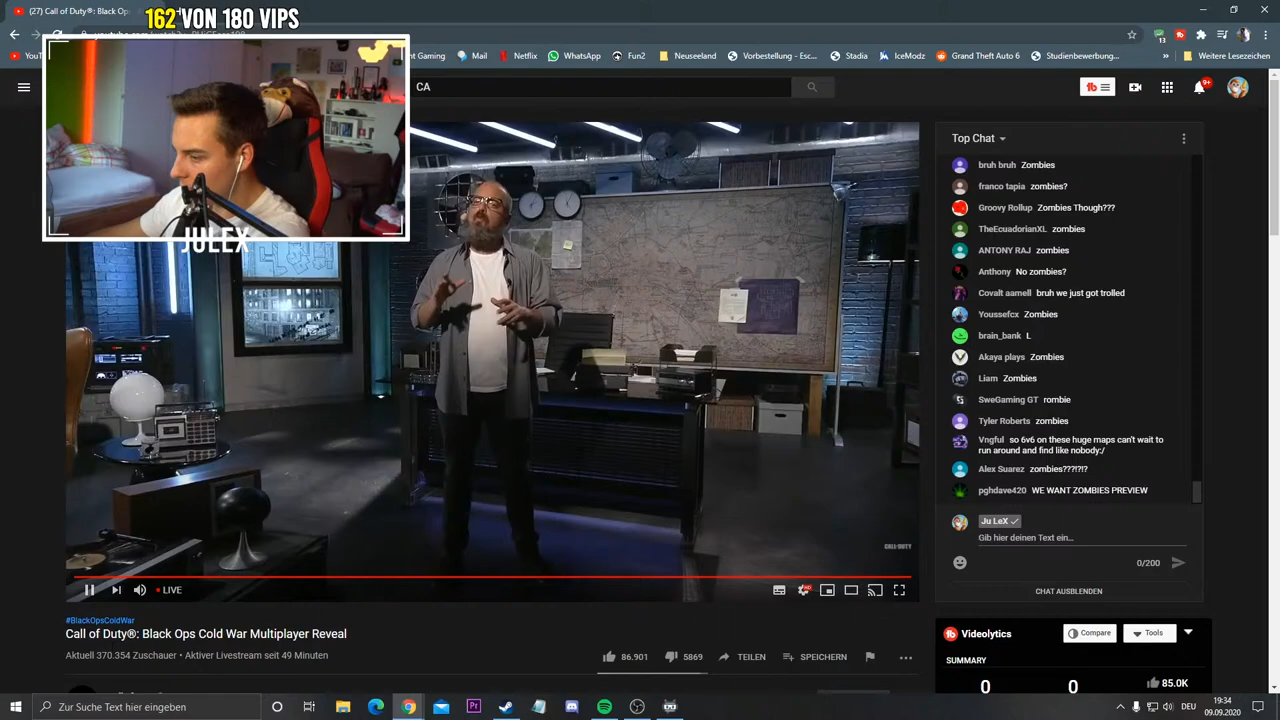 (27) Call of Duty®: Black Op
162 VON 180 VIPS
nt Gaming
Mail
Netflix
WhatsApp
Fun2
Neuseeland
Vorbestellung - Esc...
Stadia
IceModz
Grand Theft Auto 6
Studienbewerbung...
»
Weitere Lesezeichen
CA
9+
JULEX
Top Chat
bruh bruh Zombies
franco tapia zombies?
Groovy Rollup Zombies Though???
TheEcuadorianXL zombies
ANTONY RAJ zombies
Anthony No zombies?
Covalt aamell bruh we just got trolled
Youssefcx Zombies
brain_bank L
Akaya plays Zombies
Liam Zombies
SweGaming GT rombie
Tyler Roberts zombies
Vngful so 6v6 on these huge maps can't wait to
run around and find like nobody:/
Alex Suarez zombies???!?!?
pghdave420 WE WANT ZOMBIES PREVIEW
Ju LeX
Gib hier deinen Text ein...
0/200
CHAT AUSBLENDEN
CALL OF DUTY
LIVE
HD
#BlackOpsColdWar
Call of Duty®: Black Ops Cold War Multiplayer Reveal
Aktuell 370.354 Zuschauer • Aktiver Livestream seit 49 Minuten
86.901
5869
TEILEN
SPEICHERN
Videolytics
Compare
Tools
SUMMARY
0
0
85.0K
Zur Suche Text hier eingeben
DEU
19:34
09.09.2020